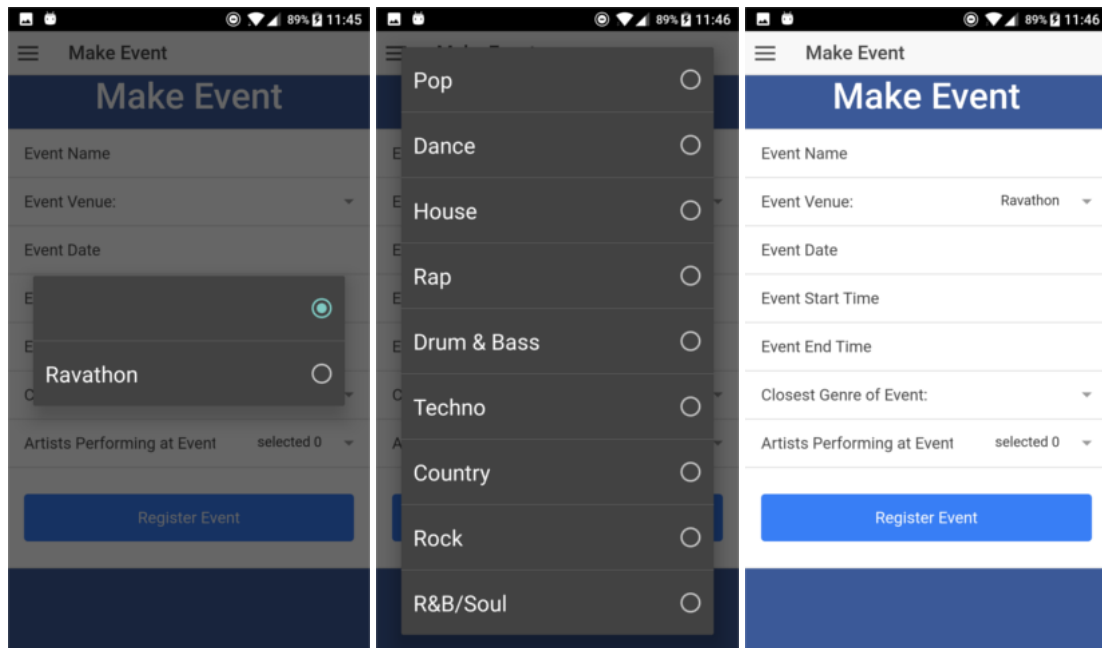 89% 11:45
Make Event
Make Event
Event Name
Event Venue:
Event Date
E
E
Ravathon
C
Artists Performing at Event selected 0
Register Event
89% 11:46
Pop
Dance
E
House
E
E
Rap
E
Drum & Bass
E
Techno
C
Country
A
Rock
R&B/Soul
89% 11:46
Make Event
Make Event
Event Name
Event Venue: Ravathon
Event Date
Event Start Time
Event End Time
Closest Genre of Event:
Artists Performing at Event selected 0
Register Event